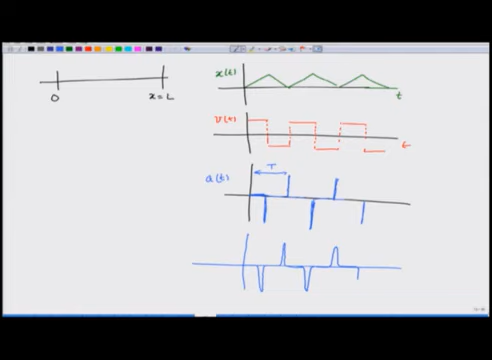 0
x = L
x(t)
t
v(t)
t
a(t)
T